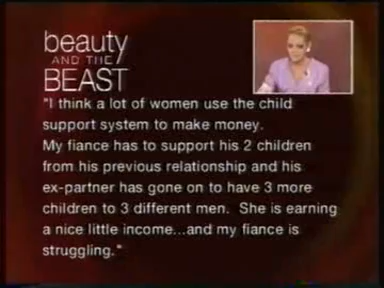 beauty
AND THE
BEAST
"I think a lot of women use the child
support system to make money.
My fiance has to support his 2 children
from his previous relationship and his
ex-partner has gone on to have 3 more
children to 3 different men. She is earning
a nice little income...and my fiance is
struggling."